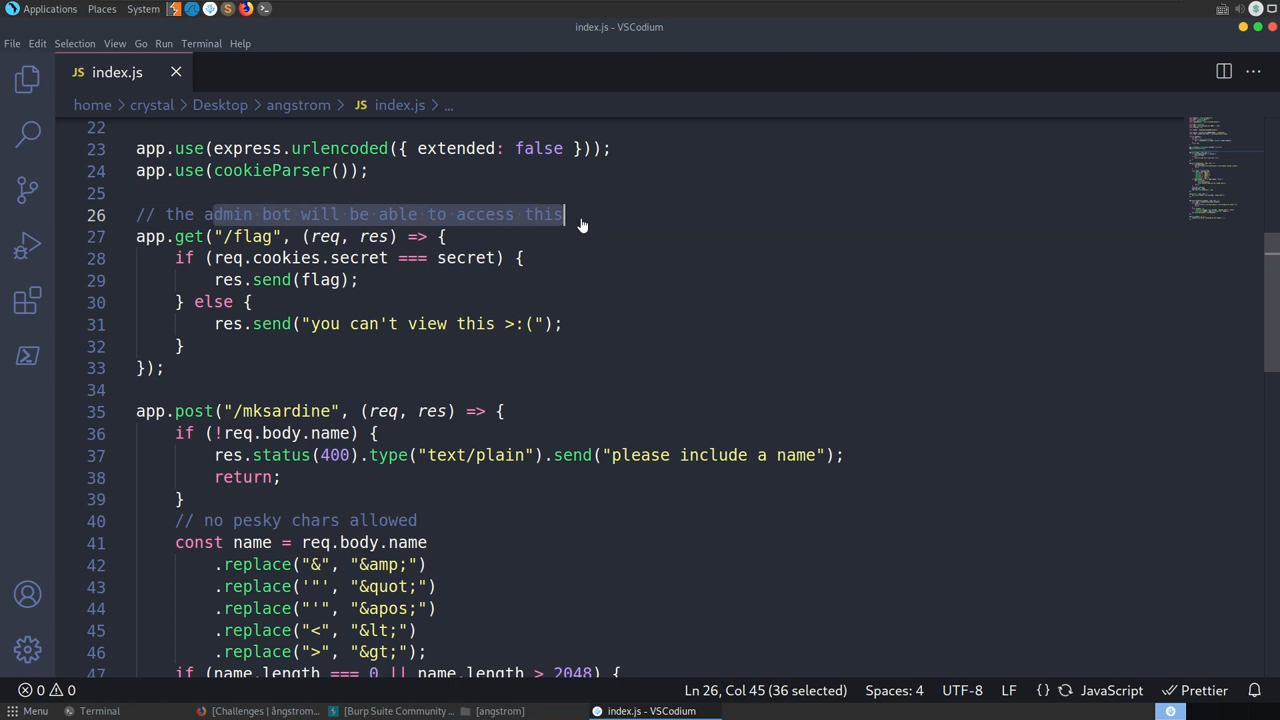 Applications Places System
index.js - VSCodium
File Edit Selection View Go Run Terminal Help
JS index.js
home > crystal > Desktop > angstrom > JS index.js > ...
22
23 app.use(express.urlencoded({ extended: false }));
24 app.use(cookieParser());
25
26 // the admin bot will be able to access this
27 app.get("/flag", (req, res) => {
28 if (req.cookies.secret === secret) {
29 res.send(flag);
30 } else {
31 res.send("you can't view this >:(");
32 }
33 });
34
35 app.post("/mksardine", (req, res) => {
36 if (!req.body.name) {
37 res.status(400).type("text/plain").send("please include a name");
38 return;
39 }
40 // no pesky chars allowed
41 const name = req.body.name
42 .replace("&", "&amp;")
43 .replace('"', "&quot;")
44 .replace("'", "&apos;")
45 .replace("<", "&lt;")
46 .replace(">", "&gt;");
47 if (name.length === 0 || name.length > 2048) {
0 0 Ln 26, Col 45 (36 selected) Spaces: 4 UTF-8 LF {} JavaScript Prettier
Menu Terminal [Challenges | ångstrom... [Burp Suite Community ... [angstrom] index.js - VSCodium